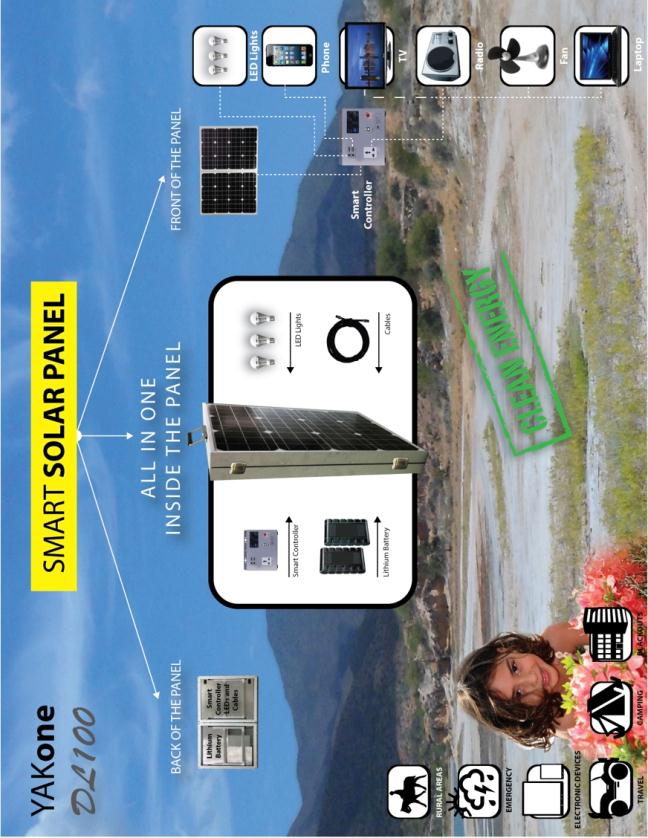 YAKone
DL100
SMART SOLAR PANEL
BACK OF THE PANEL
ALL IN ONE
INSIDE THE PANEL
FRONT OF THE PANEL
Lithium
Battery
Smart
Controller
LED's and
Cables
Smart Controller
Lithium Battery
LED Lights
Cables
Smart
Controller
LED Lights
Phone
TV
Radio
Fan
Laptop
CLEAN ENERGY
RURAL AREAS
EMERGENCY
ELECTRONIC DEVICES
TRAVEL
CAMPING
BLACKOUTS